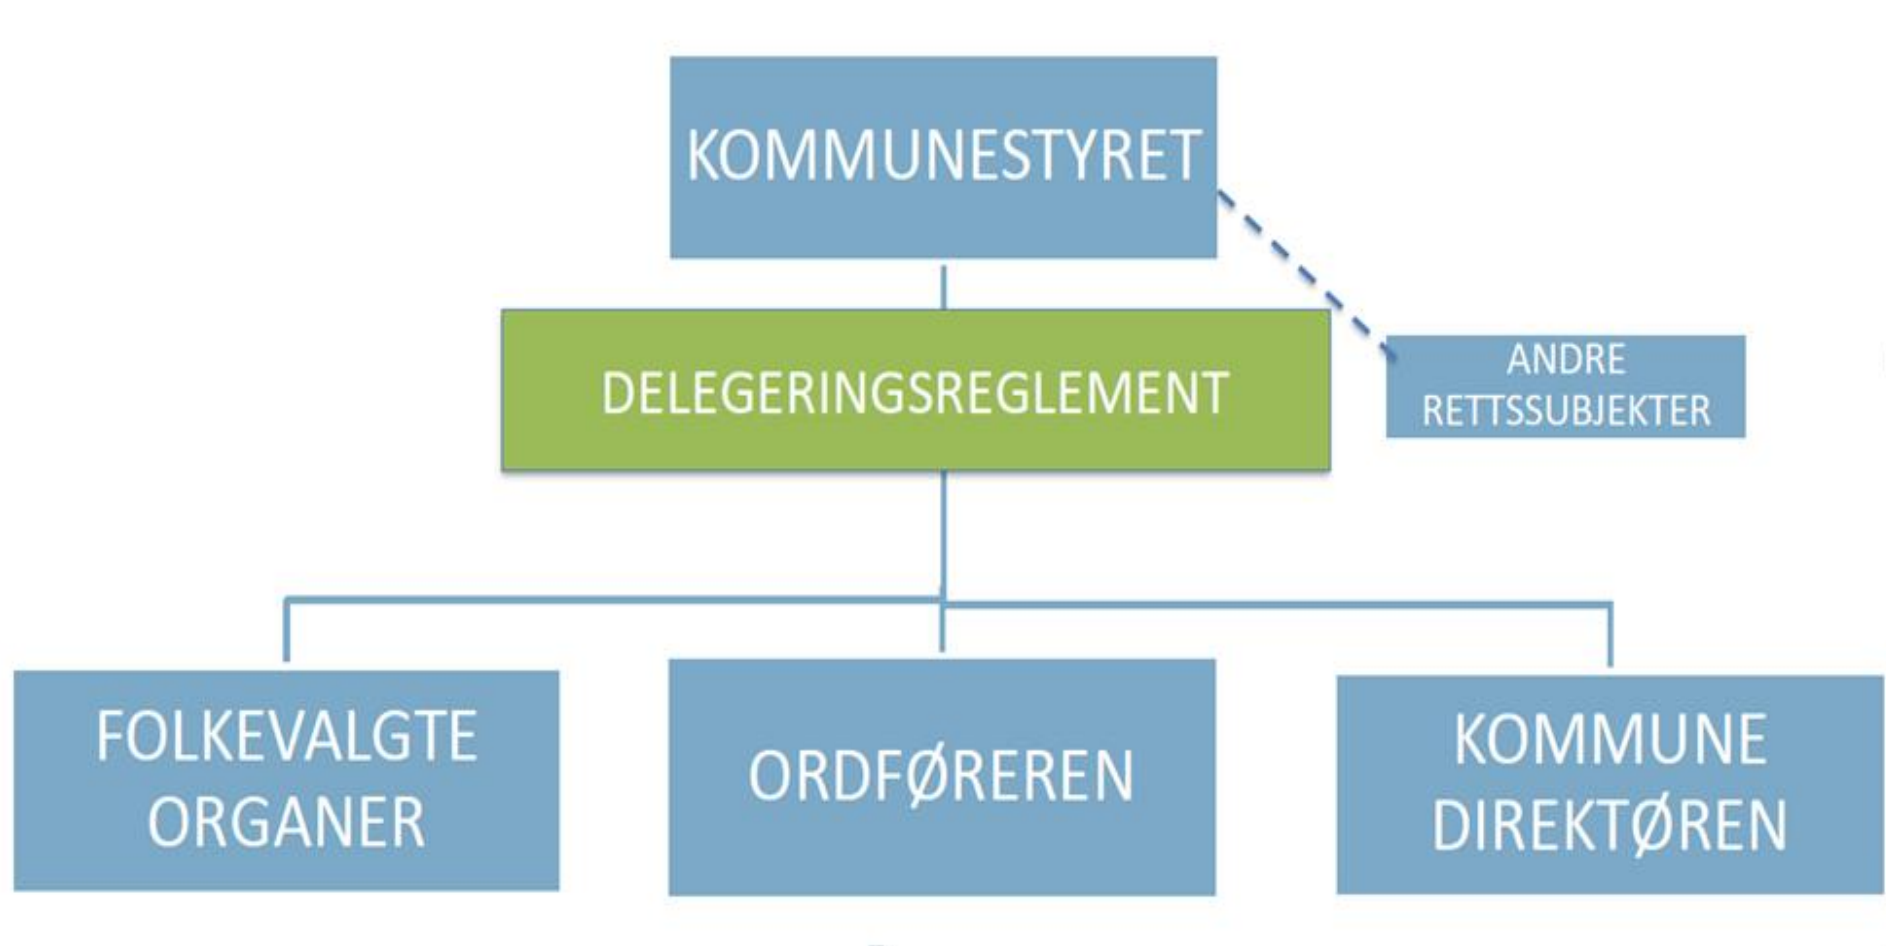 KOMMUNESTYRET
DELEGERINGSREGLEMENT
ANDRE
RETTSSUBJEKTER
FOLKEVALGTE
ORGANER
ORDFØREREN
KOMMUNE
DIREKTØREN